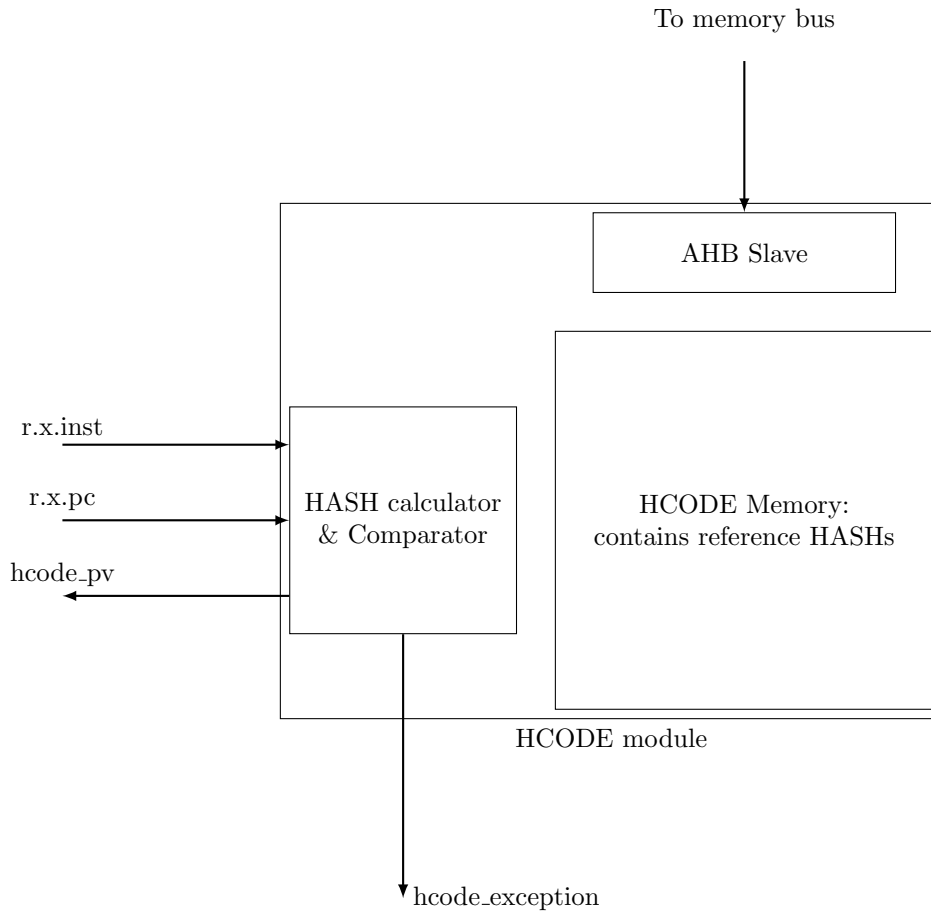 To memory bus
AHB Slave
r.x.inst
r.x.pc
hcode_pv
HASH calculator
& Comparator
HCODE Memory:
contains reference HASHs
HCODE module
hcode_exception